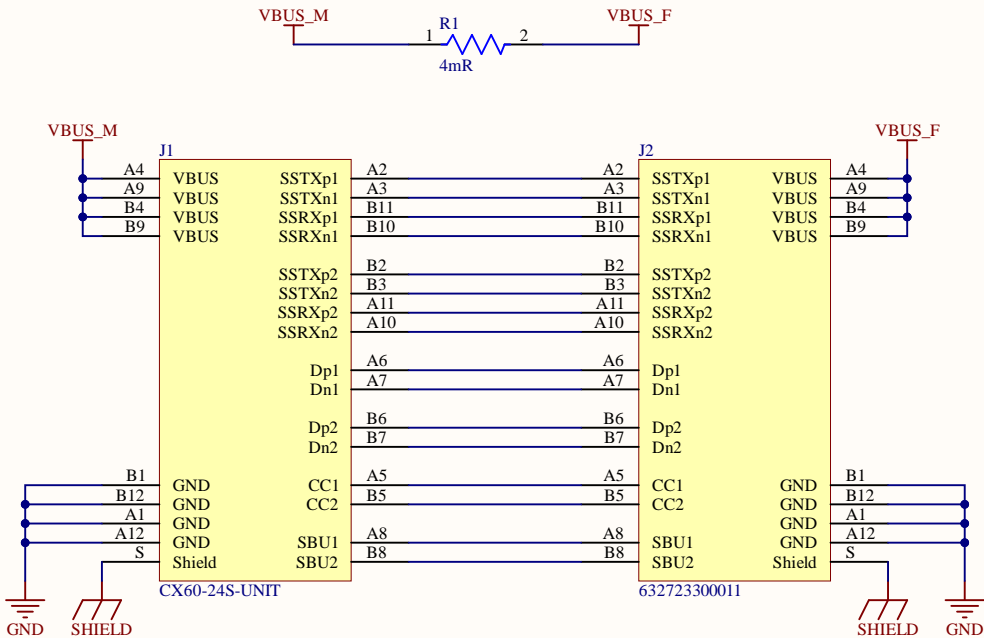 VBUS_M VBUS_F
R1
1 2
4mR
VBUS_M VBUS_F
J1 J2
A4 VBUS SSTXp1 A2 A2 SSTXp1 VBUS A4
A9 VBUS SSTXn1 A3 A3 SSTXn1 VBUS A9
B4 VBUS SSRXp1 B11 B11 SSRXp1 VBUS B4
B9 VBUS SSRXn1 B10 B10 SSRXn1 VBUS B9
SSTXp2 B2 B2 SSTXp2
SSTXn2 B3 B3 SSTXn2
SSRXp2 A11 A11 SSRXp2
SSRXn2 A10 A10 SSRXn2
Dp1 A6 A6 Dp1
Dn1 A7 A7 Dn1
Dp2 B6 B6 Dp2
Dn2 B7 B7 Dn2
B1 GND CC1 A5 A5 CC1 GND B1
B12 GND CC2 B5 B5 CC2 GND B12
A1 GND GND A1
A12 GND SBU1 A8 A8 SBU1 GND A12
S Shield SBU2 B8 B8 SBU2 Shield S
CX60-24S-UNIT 632723300011
GND SHIELD SHIELD GND